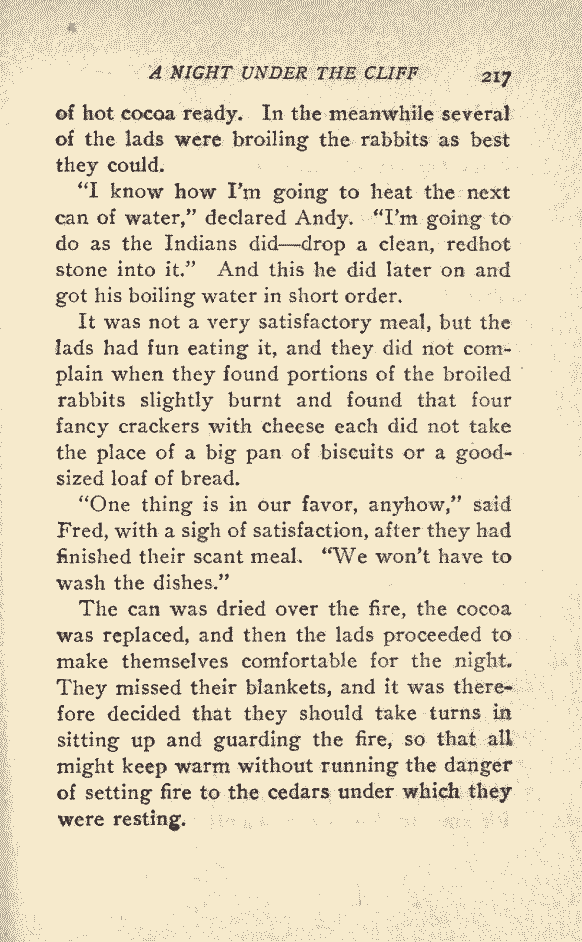 A NIGHT UNDER THE CLIFF 217
of hot cocoa ready. In the meanwhile several
of the lads were broiling the rabbits as best
they could.
"I know how I'm going to heat the next
can of water," declared Andy. "I'm going to
do as the Indians did—drop a clean, redhot
stone into it." And this he did later on and
got his boiling water in short order.
It was not a very satisfactory meal, but the
lads had fun eating it, and they did not com-
plain when they found portions of the broiled
rabbits slightly burnt and found that four
fancy crackers with cheese each did not take
the place of a big pan of biscuits or a good-
sized loaf of bread.
"One thing is in our favor, anyhow," said
Fred, with a sigh of satisfaction, after they had
finished their scant meal. "We won't have to
wash the dishes."
The can was dried over the fire, the cocoa
was replaced, and then the lads proceeded to
make themselves comfortable for the night.
They missed their blankets, and it was there-
fore decided that they should take turns in
sitting up and guarding the fire, so that all
might keep warm without running the danger
of setting fire to the cedars under which they
were resting.